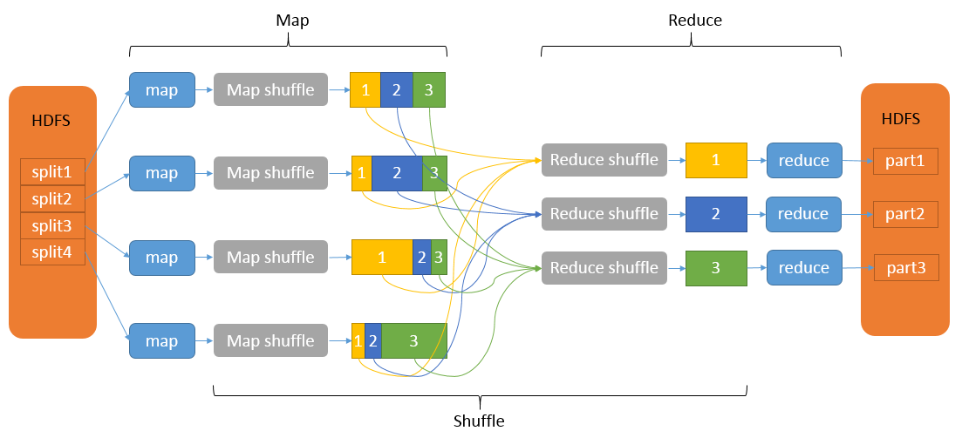 Map
Reduce
HDFS
split1
split2
split3
split4
map
Map shuffle
1
2
3
map
Map shuffle
1
2
3
map
Map shuffle
1
2
3
map
Map shuffle
1
2
3
Reduce shuffle
1
reduce
Reduce shuffle
2
reduce
Reduce shuffle
3
reduce
HDFS
part1
part2
part3
Shuffle